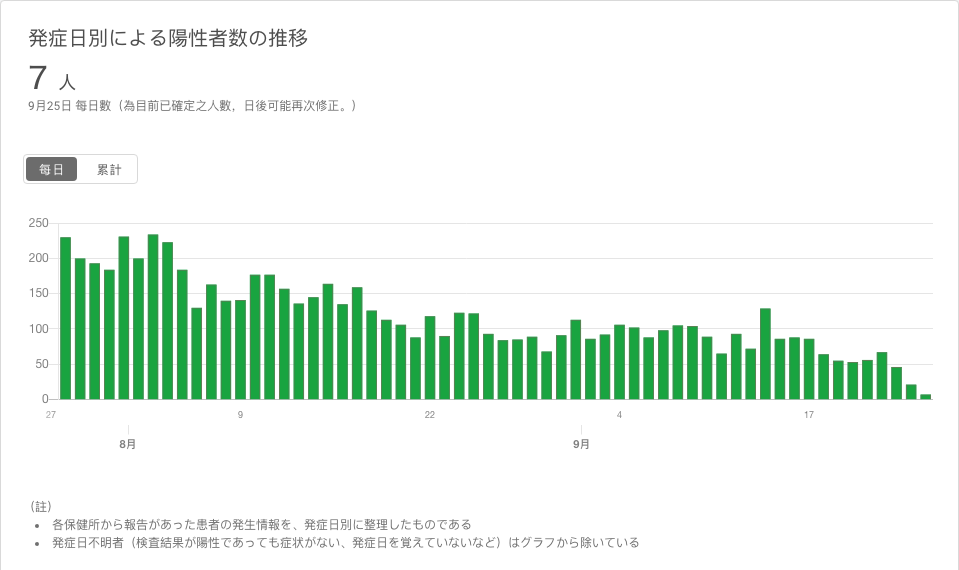 発症日別による陽性者数の推移
7 人
9月25日 每日數（為目前已確定之人數，日後可能再次修正。）
每日 累計
250
200
150
100
50
0
27 9 22 4 17
8月 9月
（註）
• 各保健所から報告があった患者の発生情報を、発症日別に整理したものである
• 発症日不明者（検査結果が陽性であっても症状がない、発症日を覚えていないなど）はグラフから除いている